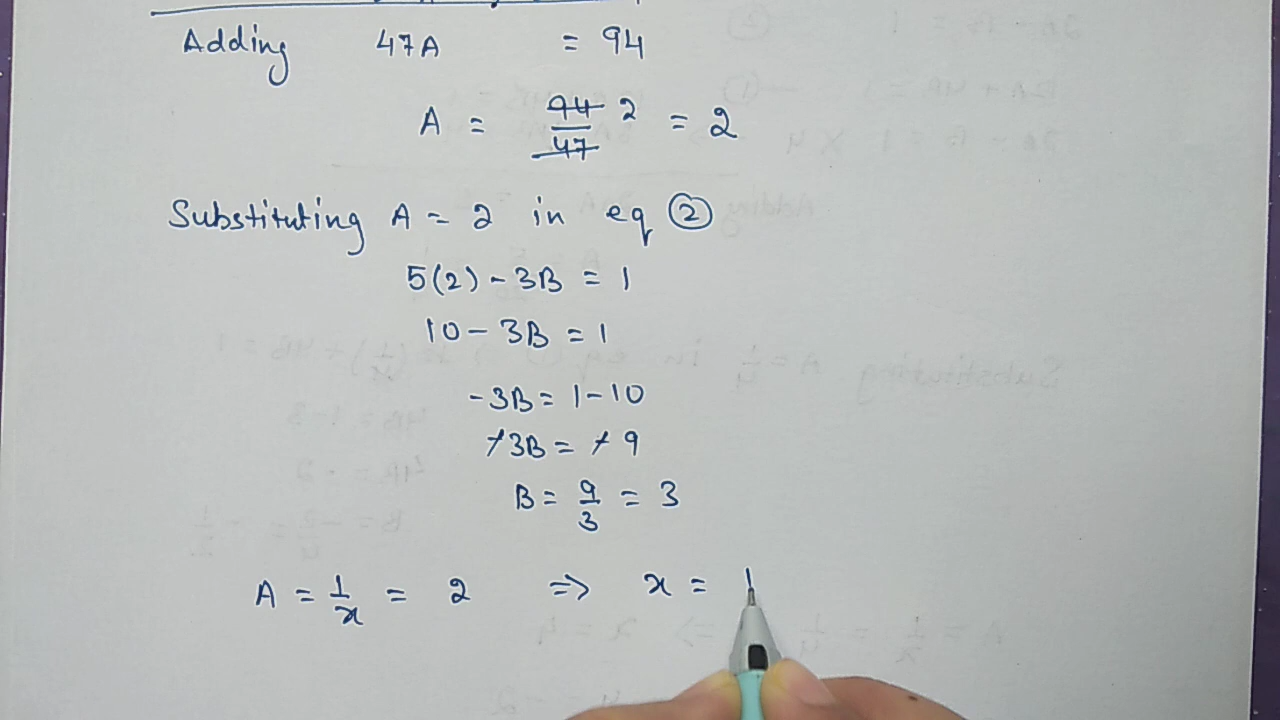 Adding 47A = 94
A = 94/47 2 = 2
Substituting A = 2 in eq ②
5(2) - 3B = 1
10 - 3B = 1
-3B = 1 - 10
-3B = -9
B = 9/3 = 3
A = 1/x = 2 ⇒ x = 1